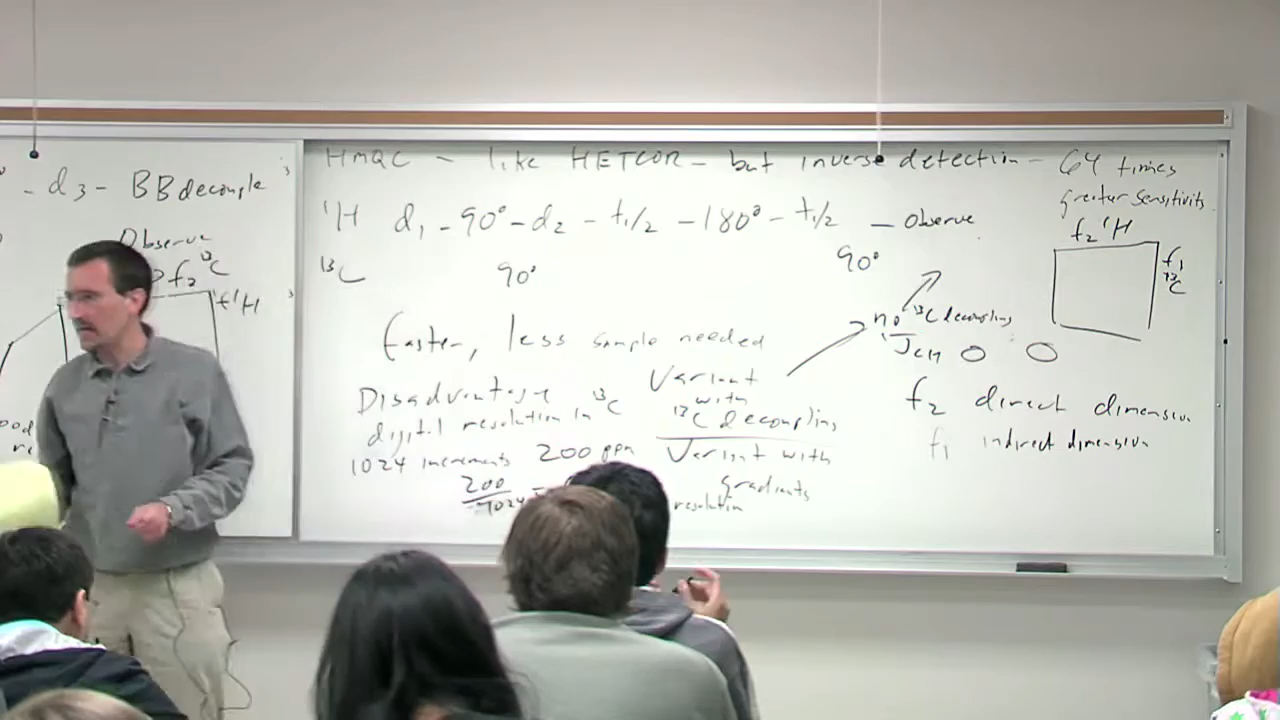 - d₃ - BB decouple
Observe
f₂ ¹³C
f ¹H
HMQC ~ like HETCOR - but inverse detection - 64 times
greater sensitivity
¹H d₁ - 90° - d₂ - t₁/2 - 180° - t₁/2 - Observe
¹³C 90° 90°
f₂ ¹H
f₁
¹³C
no ¹³C decoupling
¹J CH
Faster, less sample needed
Disadvantage
digital resolution in ¹³C
1024 increments 200 ppm
200
1024
resolution
Variant
with
¹³C decoupling
Variant with
gradients
f₂ direct dimension
f₁ indirect dimension